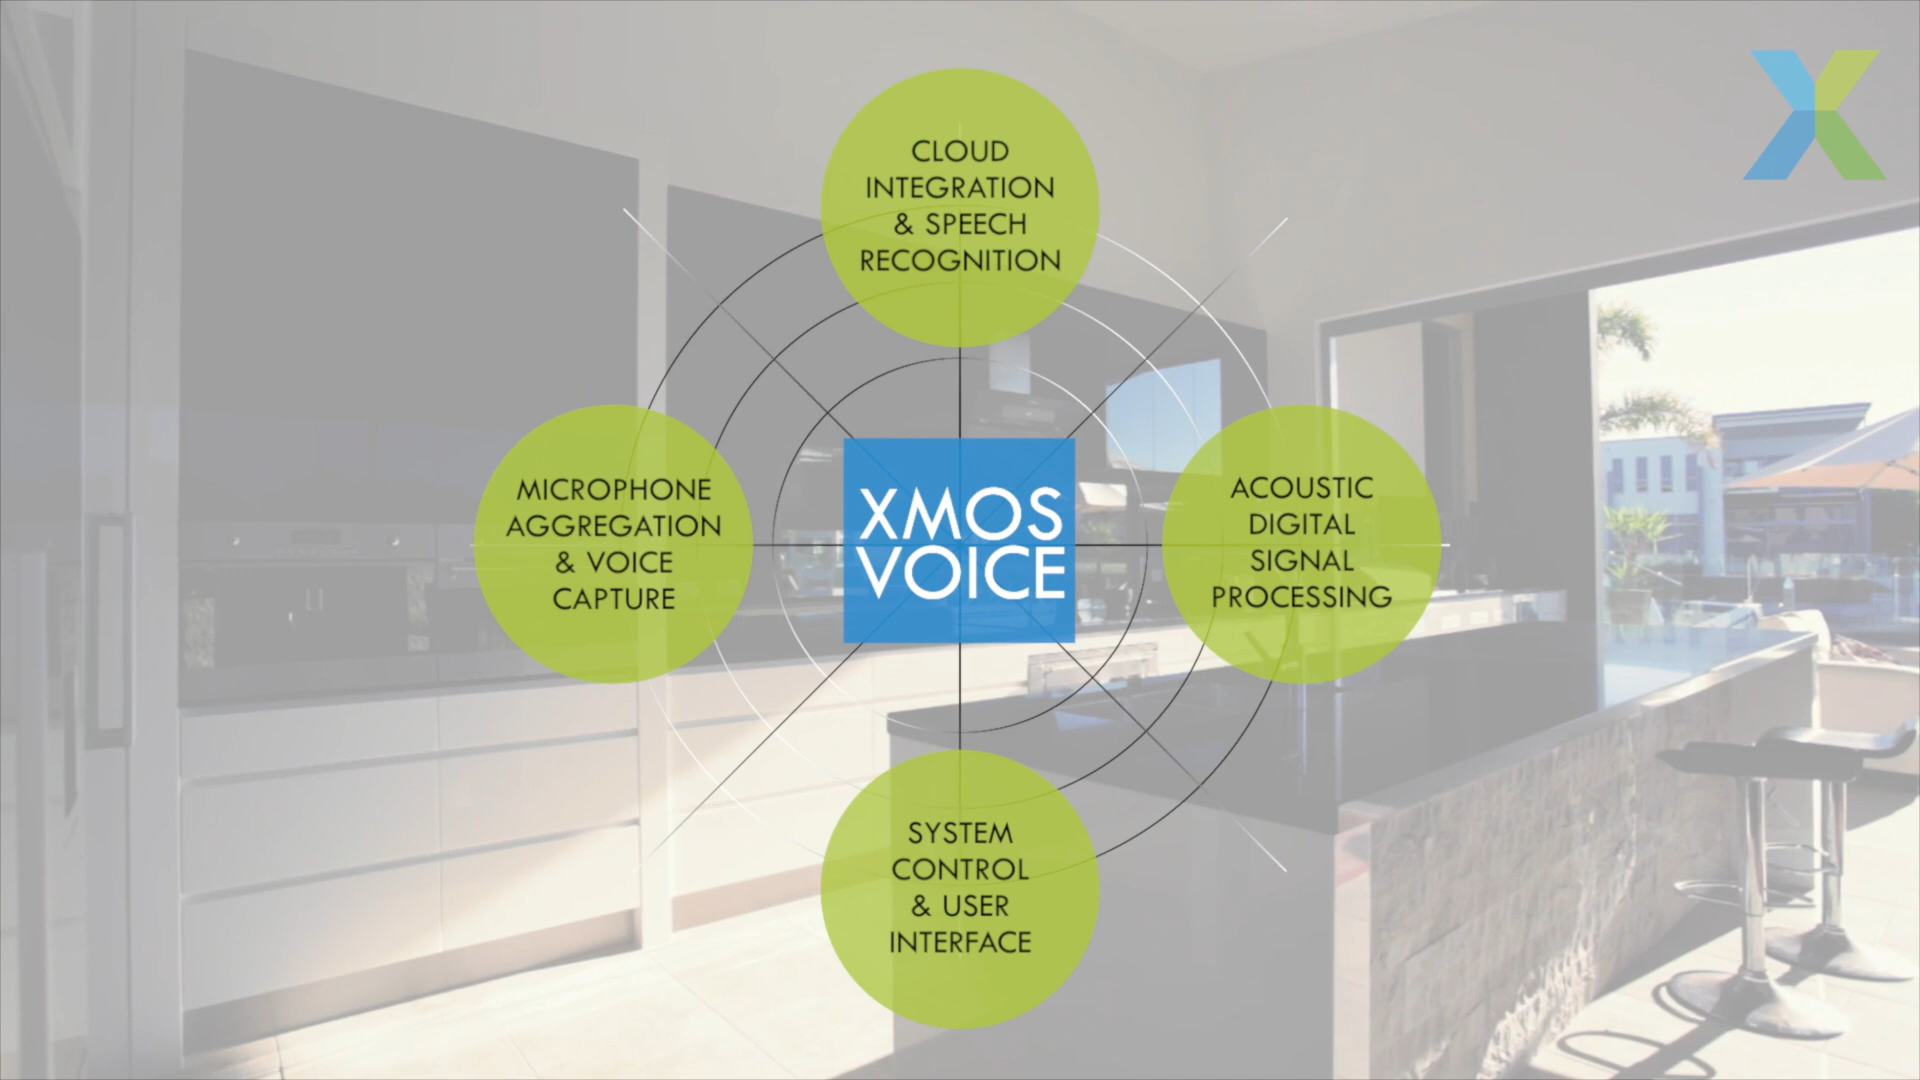 CLOUD
INTEGRATION
& SPEECH
RECOGNITION
MICROPHONE
AGGREGATION
& VOICE
CAPTURE
XMOS
VOICE
ACOUSTIC
DIGITAL
SIGNAL
PROCESSING
SYSTEM
CONTROL
& USER
INTERFACE